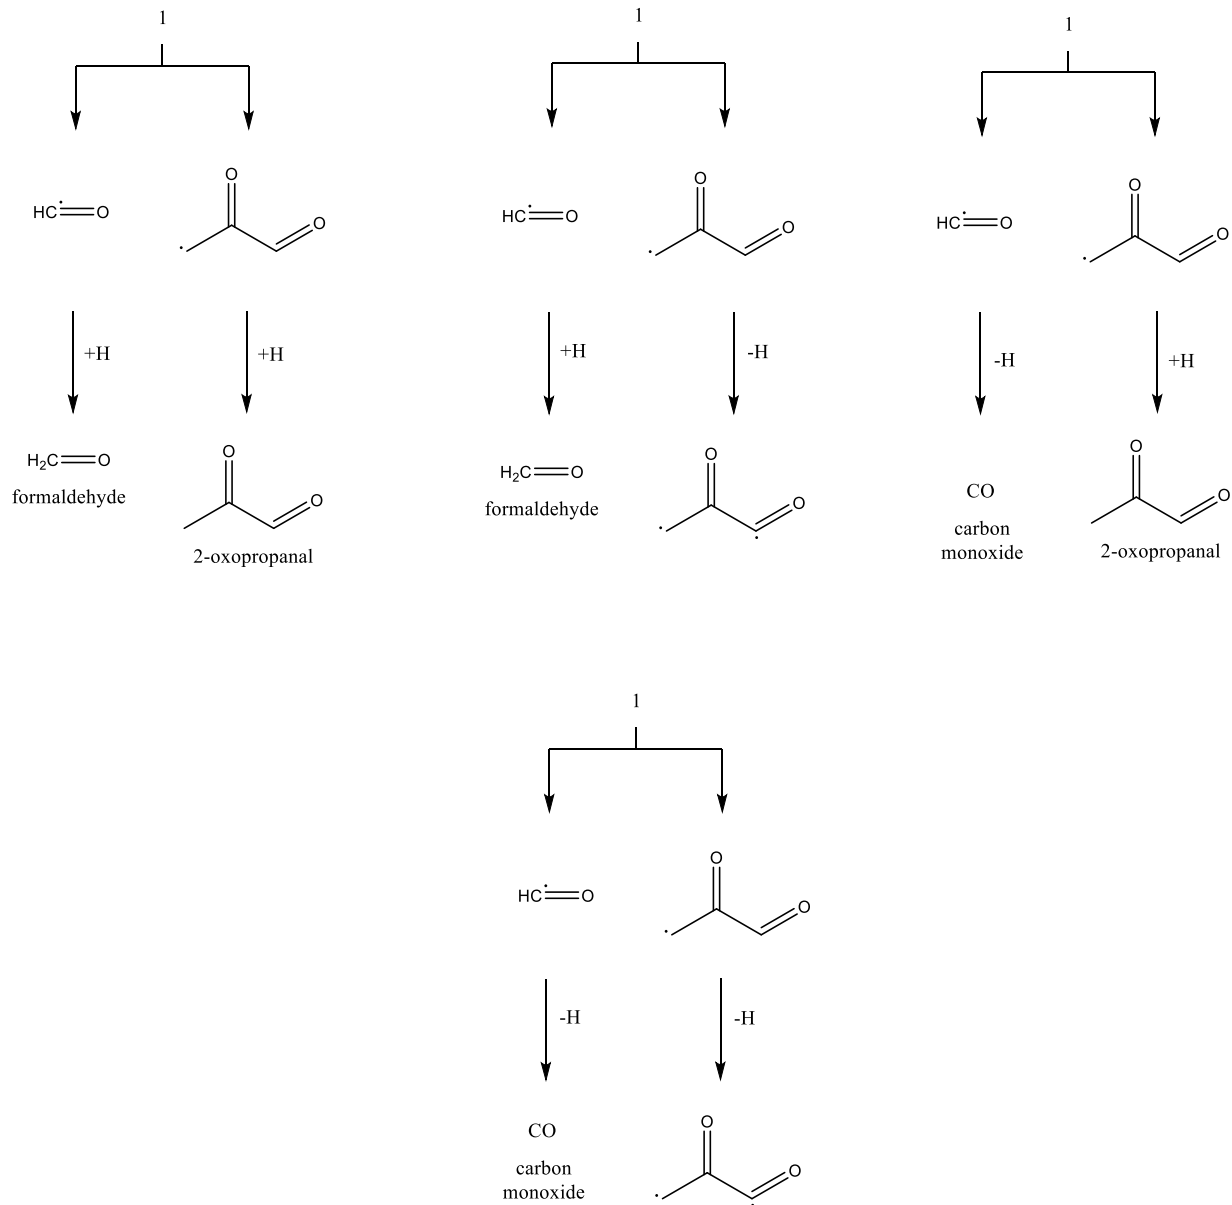 1
1
1
HC=O
O
O
HC=O
O
O
HC=O
O
O
+H
+H
+H
-H
-H
+H
H₂C=O
formaldehyde
O
O
2-oxopropanal
H₂C=O
formaldehyde
O
O
CO
carbon
monoxide
O
O
2-oxopropanal
1
HC=O
O
O
-H
-H
CO
carbon
monoxide
O
O